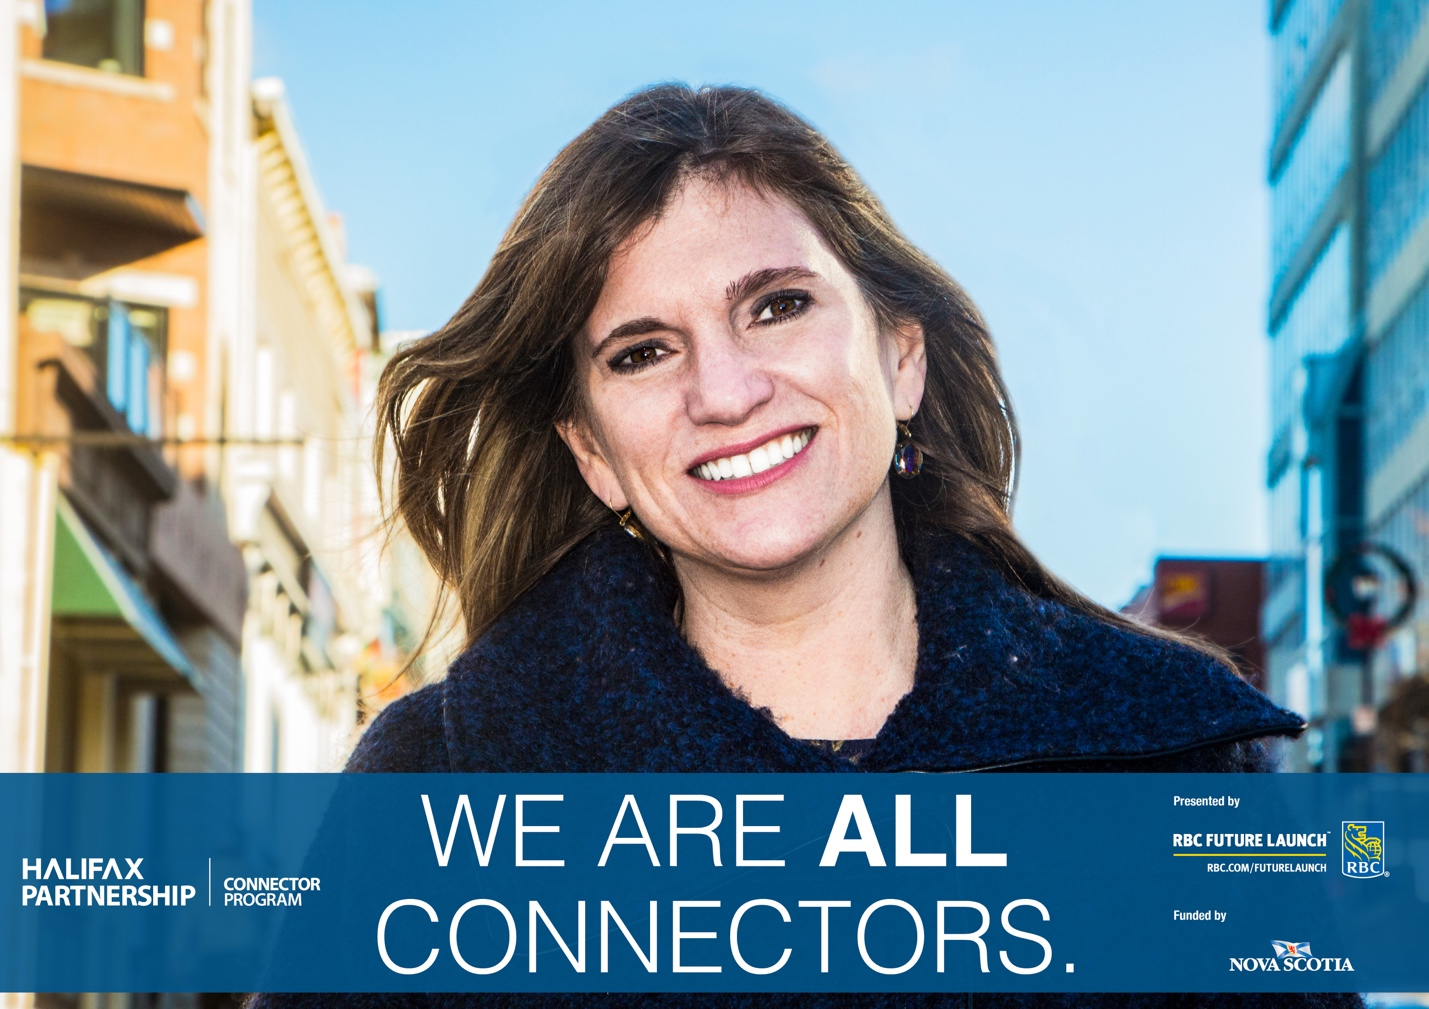 WE ARE ALL
CONNECTORS.
HALIFAX
PARTNERSHIP
CONNECTOR
PROGRAM
Presented by
RBC FUTURE LAUNCH™
RBC.COM/FUTURELAUNCH
RBC®
Funded by
NOVA SCOTIA